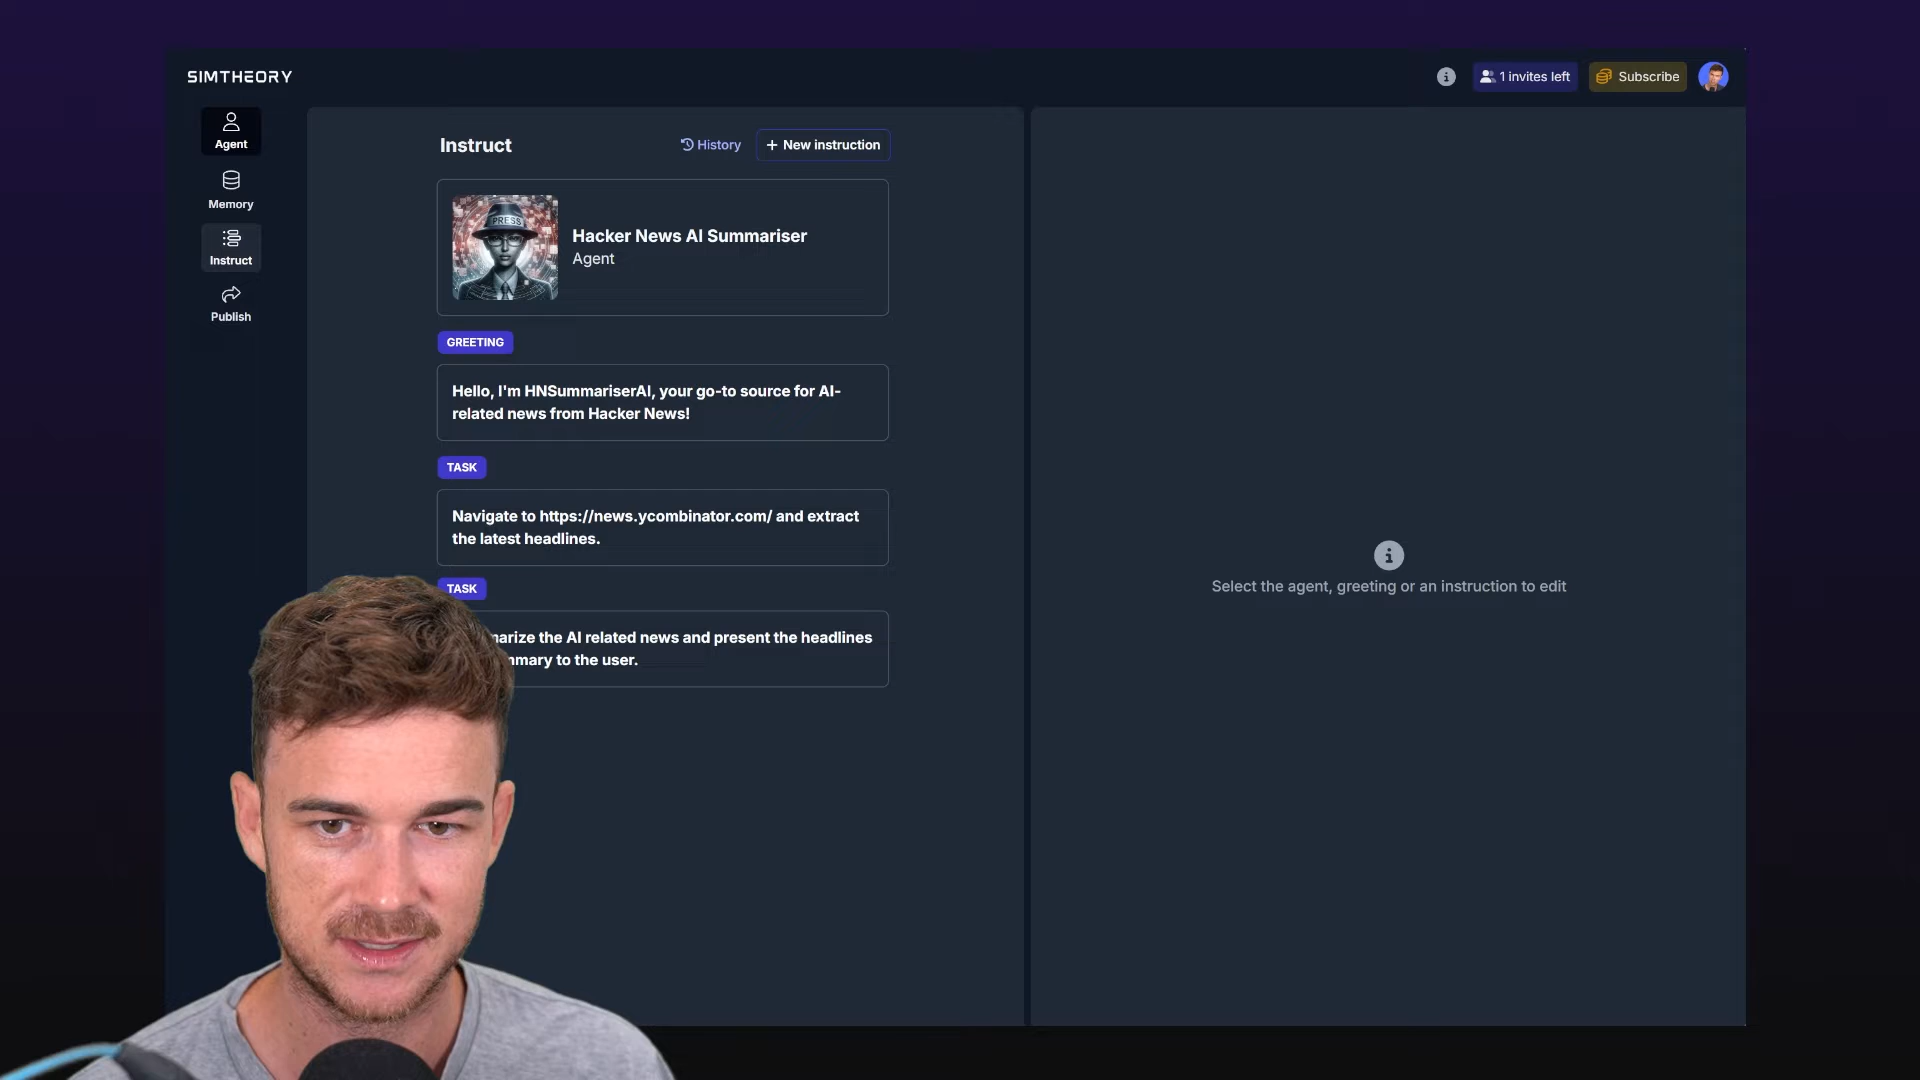 SIMTHEORY
1 invites left
Subscribe
Agent
Memory
Instruct
Publish
Instruct
History
+ New instruction
PRESS
Hacker News AI Summariser
Agent
GREETING
Hello, I'm HNSummariserAI, your go-to source for AI-
related news from Hacker News!
TASK
Navigate to https://news.ycombinator.com/ and extract
the latest headlines.
TASK
the AI related news and present the headlines
to the user.
Select the agent, greeting or an instruction to edit